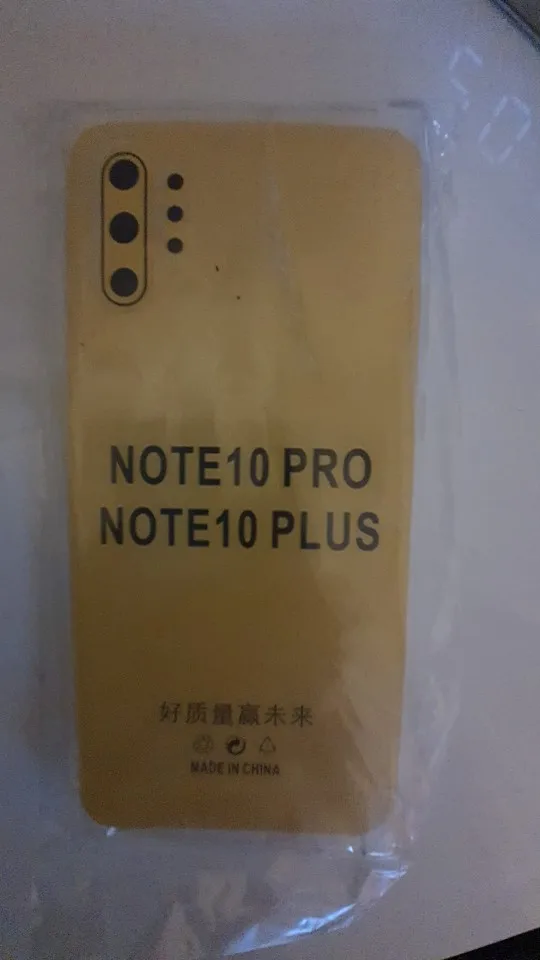 NOTE10 PRO
NOTE10 PLUS
好质量赢未来
MADE IN CHINA